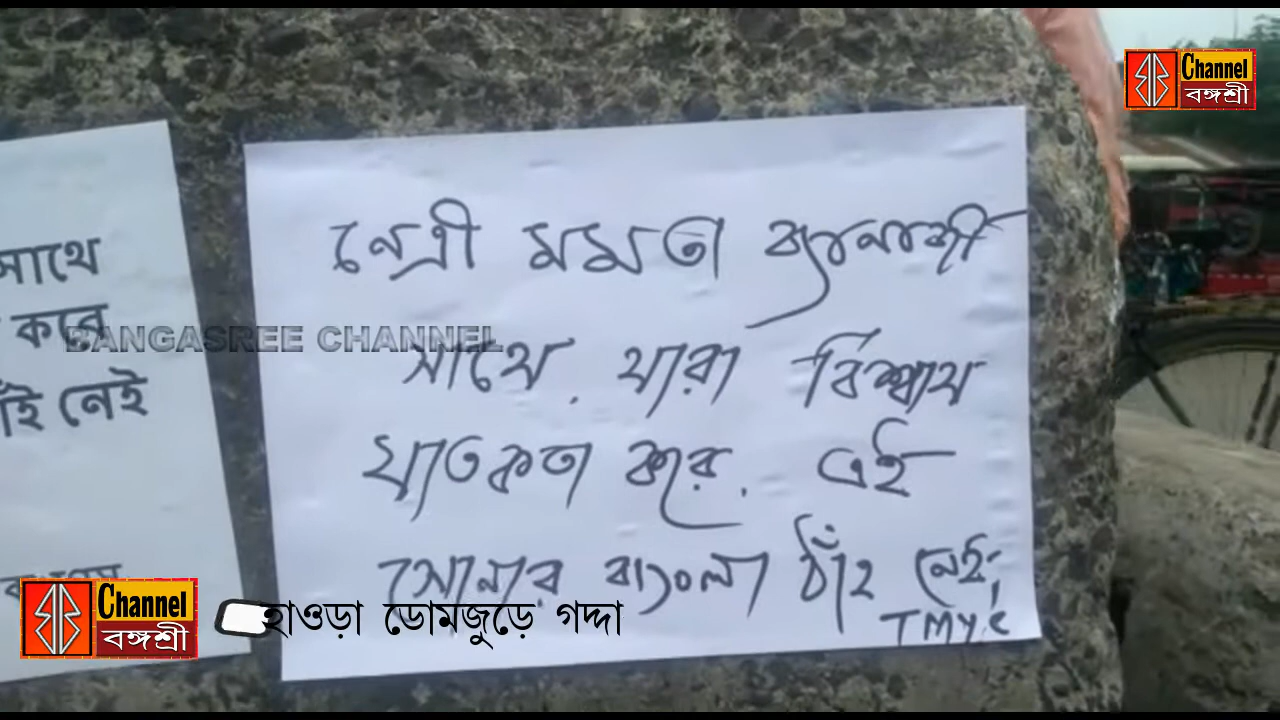 Channel
বঙ্গশ্রী
সাথে
করে
ঠাঁই নেই
BANGASREE CHANNEL
নেত্রী মমতা ব্যানার্জী
সাথে যারা বিশ্বাষ
ঘাতকতা করে, এই
সোনার বাংলা ঠাঁই নেই,
TMYC
Channel
বঙ্গশ্রী
হাওড়া ডোমজুড়ে গদ্দা